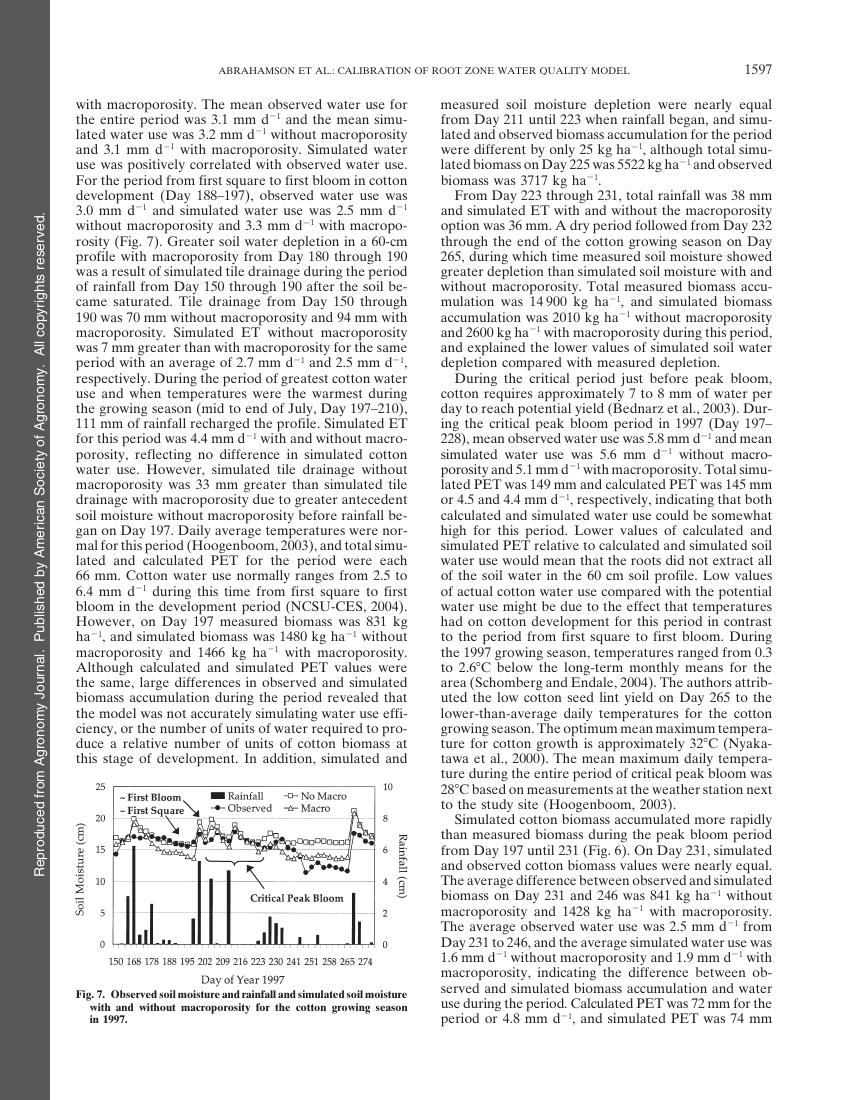 ABRAHAMSON ET AL.: CALIBRATION OF ROOT ZONE WATER QUALITY MODEL 1597
Reproduced from Agronomy Journal. Published by American Society of Agronomy. All copyrights reserved.
with macroporosity. The mean observed water use for
the entire period was 3.1 mm d⁻¹ and the mean simu-
lated water use was 3.2 mm d⁻¹ without macroporosity
and 3.1 mm d⁻¹ with macroporosity. Simulated water
use was positively correlated with observed water use.
For the period from first square to first bloom in cotton
development (Day 188–197), observed water use was
3.0 mm d⁻¹ and simulated water use was 2.5 mm d⁻¹
without macroporosity and 3.3 mm d⁻¹ with macropo-
rosity (Fig. 7). Greater soil water depletion in a 60-cm
profile with macroporosity from Day 180 through 190
was a result of simulated tile drainage during the period
of rainfall from Day 150 through 190 after the soil be-
came saturated. Tile drainage from Day 150 through
190 was 70 mm without macroporosity and 94 mm with
macroporosity. Simulated ET without macroporosity
was 7 mm greater than with macroporosity for the same
period with an average of 2.7 mm d⁻¹ and 2.5 mm d⁻¹,
respectively. During the period of greatest cotton water
use and when temperatures were the warmest during
the growing season (mid to end of July, Day 197–210),
111 mm of rainfall recharged the profile. Simulated ET
for this period was 4.4 mm d⁻¹ with and without macro-
porosity, reflecting no difference in simulated cotton
water use. However, simulated tile drainage without
macroporosity was 33 mm greater than simulated tile
drainage with macroporosity due to greater antecedent
soil moisture without macroporosity before rainfall be-
gan on Day 197. Daily average temperatures were nor-
mal for this period (Hoogenboom, 2003), and total simu-
lated and calculated PET for the period were each
66 mm. Cotton water use normally ranges from 2.5 to
6.4 mm d⁻¹ during this time from first square to first
bloom in the development period (NCSU-CES, 2004).
However, on Day 197 measured biomass was 831 kg
ha⁻¹, and simulated biomass was 1480 kg ha⁻¹ without
macroporosity and 1466 kg ha⁻¹ with macroporosity.
Although calculated and simulated PET values were
the same, large differences in observed and simulated
biomass accumulation during the period revealed that
the model was not accurately simulating water use effi-
ciency, or the number of units of water required to pro-
duce a relative number of units of cotton biomass at
this stage of development. In addition, simulated and
25 20 15 10 5 0
Soil Moisture (cm)
~ First Bloom
~ First Square
Rainfall No Macro
Observed Macro
Critical Peak Bloom
10 8 6 4 2 0
Rainfall (cm)
150 168 178 188 195 202 209 216 223 231 241 251 258 265 274
Day of Year 1997
Fig. 7. Observed soil moisture and rainfall and simulated soil moisture
with and without macroporosity for the cotton growing season
in 1997.
measured soil moisture depletion were nearly equal
from Day 211 until 223 when rainfall began, and simu-
lated and observed biomass accumulation for the period
were different by only 25 kg ha⁻¹, although total simu-
lated biomass on Day 225 was 5522 kg ha⁻¹ and observed
biomass was 3717 kg ha⁻¹.
From Day 223 through 231, total rainfall was 38 mm
and simulated ET with and without the macroporosity
option was 36 mm. A dry period followed from Day 232
through the end of the cotton growing season on Day
265, during which time measured soil moisture showed
greater depletion than simulated soil moisture with and
without macroporosity. Total measured biomass accu-
mulation was 14 900 kg ha⁻¹, and simulated biomass
accumulation was 2010 kg ha⁻¹ without macroporosity
and 2600 kg ha⁻¹ with macroporosity during this period,
and explained the lower values of simulated soil water
depletion compared with measured depletion.
During the critical period just before peak bloom,
cotton requires approximately 7 to 8 mm of water per
day to reach potential yield (Bednarz et al., 2003). Dur-
ing the critical peak bloom period in 1997 (Day 197–
228), mean observed water use was 5.8 mm d⁻¹ and mean
simulated water use was 5.6 mm d⁻¹ without macro-
porosity and 5.1 mm d⁻¹ with macroporosity. Total simu-
lated PET was 149 mm and calculated PET was 145 mm
or 4.5 and 4.4 mm d⁻¹, respectively, indicating that both
calculated and simulated water use could be somewhat
high for this period. Lower values of calculated and
simulated PET relative to calculated and simulated soil
water use would mean that the roots did not extract all
of the soil water in the 60 cm soil profile. Low values
of actual cotton water use compared with the potential
water use might be due to the effect that temperatures
had on cotton development for this period in contrast
to the period from first square to first bloom. During
the 1997 growing season, temperatures ranged from 0.3
to 2.6°C below the long-term monthly means for the
area (Schomberg and Endale, 2004). The authors attrib-
uted the low cotton seed lint yield on Day 265 to the
lower-than-average daily temperatures for the cotton
growing season. The optimum mean maximum tempera-
ture for cotton growth is approximately 32°C (Nyaka-
tawa et al., 2000). The mean maximum daily tempera-
ture during the entire period of critical peak bloom was
28°C based on measurements at the weather station next
to the study site (Hoogenboom, 2003).
Simulated cotton biomass accumulated more rapidly
than measured biomass during the peak bloom period
from Day 197 until 231 (Fig. 6). On Day 231, simulated
and observed cotton biomass values were nearly equal.
The average difference between observed and simulated
biomass on Day 231 and 246 was 841 kg ha⁻¹ without
macroporosity and 1428 kg ha⁻¹ with macroporosity.
The average observed water use was 2.5 mm d⁻¹ from
Day 231 to 246, and the average simulated water use was
1.6 mm d⁻¹ without macroporosity and 1.9 mm d⁻¹ with
macroporosity, indicating the difference between ob-
served and simulated biomass accumulation and water
use during the period. Calculated PET was 72 mm for the
period or 4.8 mm d⁻¹, and simulated PET was 74 mm